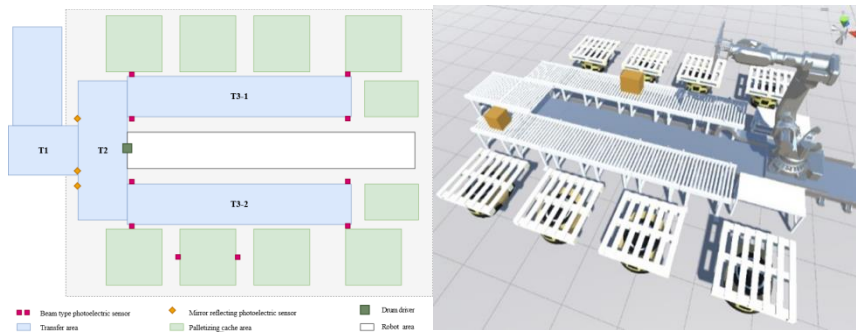 T3-1
T1
T2
T3-2
Beam type photoelectric sensor
Mirror reflecting photoelectric sensor
Drum driver
Transfer area
Palletizing cache area
Robot area